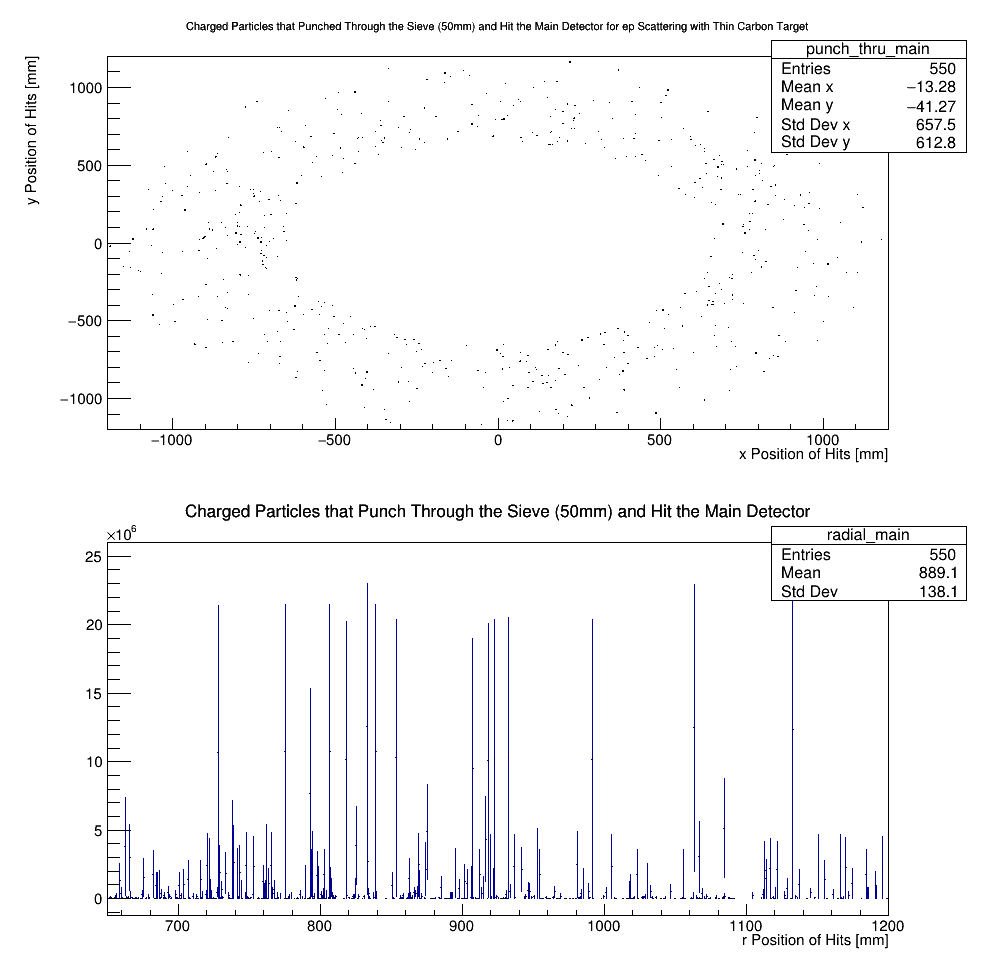 Charged Particles that Punched Through the Sieve (50mm) and Hit the Main Detector for ep Scattering with Thin Carbon Target
punch_thru_main
Entries 550
Mean x −13.28
Mean y −41.27
Std Dev x 657.5
Std Dev y 612.8
y Position of Hits [mm]
1000
500
0
−500
−1000
−1000 −500 0 500 1000
x Position of Hits [mm]
Charged Particles that Punch Through the Sieve (50mm) and Hit the Main Detector
radial_main
Entries 550
Mean 889.1
Std Dev 138.1
×10⁶
25
20
15
10
5
0
700 800 900 1000 1100 1200
r Position of Hits [mm]